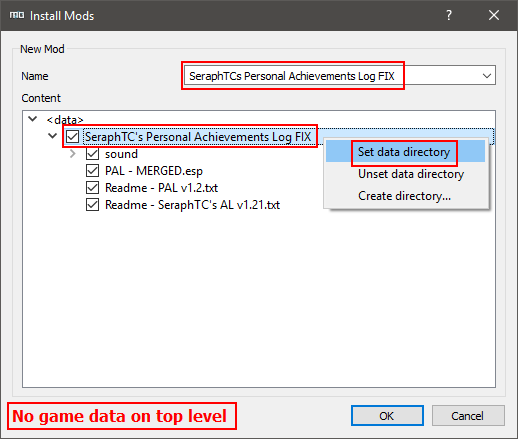 Install Mods
?
New Mod
Name
SeraphTCs Personal Achievements Log FIX
Content
<data>
SeraphTC's Personal Achievements Log FIX
sound
PAL - MERGED.esp
Readme - PAL v1.2.txt
Readme - SeraphTC's AL v1.21.txt
Set data directory
Unset data directory
Create directory...
No game data on top level
OK
Cancel